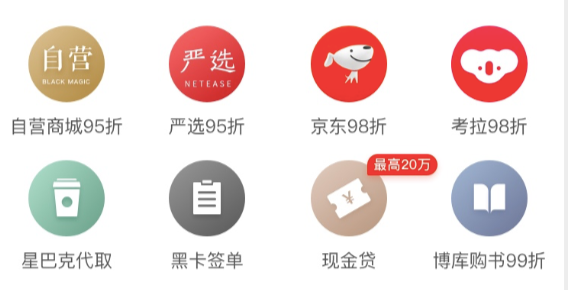 自营
BLACK MAGIC
严选
NETEASE
自营商城95折
严选95折
京东98折
考拉98折
最高20万
¥
星巴克代取
黑卡签单
现金贷
博库购书99折